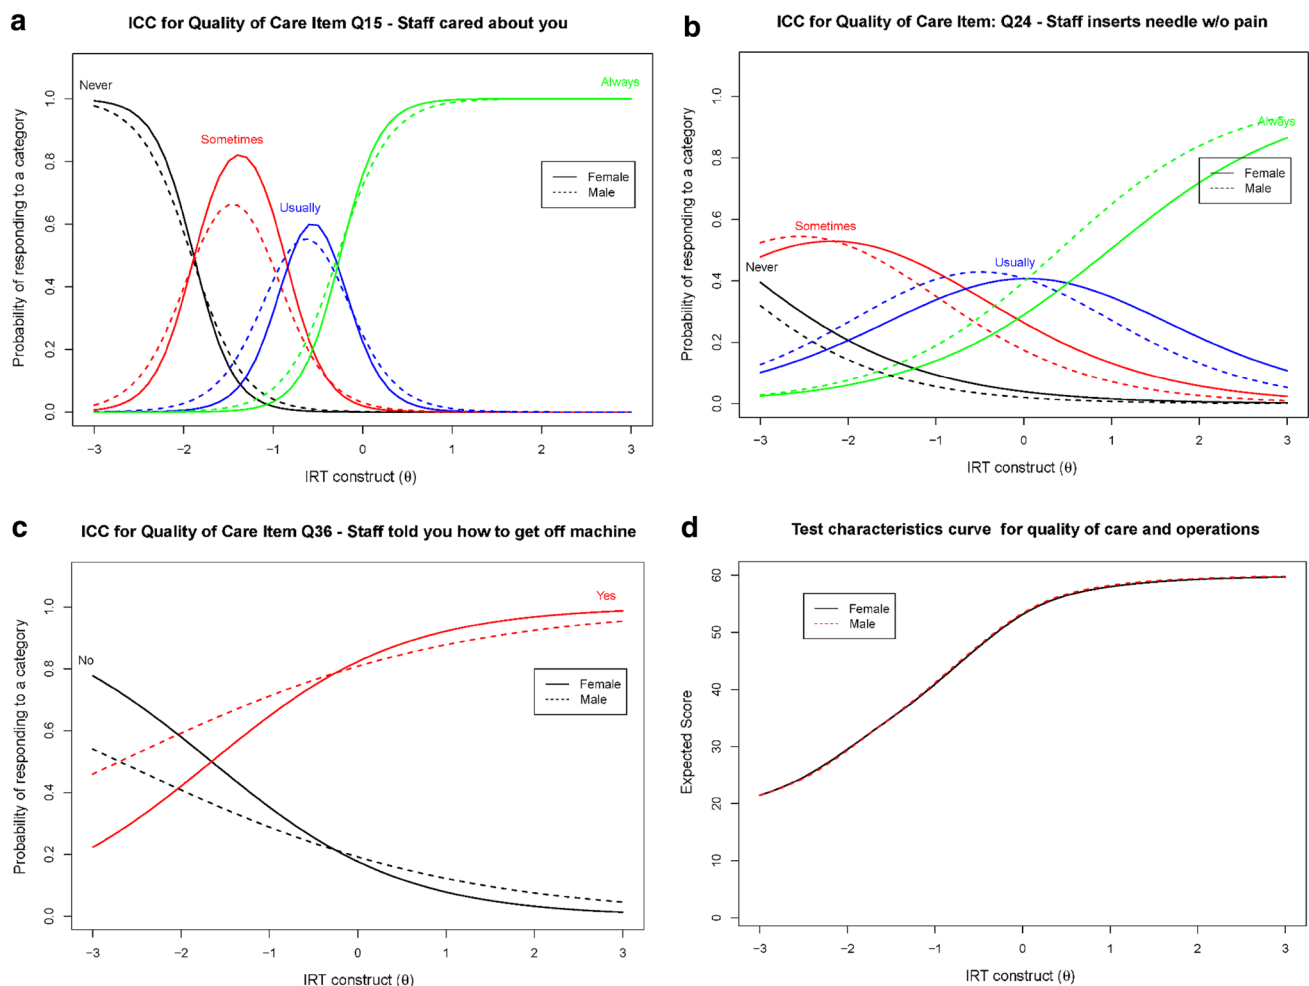 a
ICC for Quality of Care Item Q15 - Staff cared about you
Probability of responding to a category
1.0
0.8
0.6
0.4
0.2
0.0
Never
Sometimes
Usually
Always
Female
Male
−3 −2 −1 0 1 2 3
IRT construct (θ)
b
ICC for Quality of Care Item: Q24 - Staff inserts needle w/o pain
Probability of responding to a category
1.0
0.8
0.6
0.4
0.2
0.0
Never
Sometimes
Usually
Always
Female
Male
−3 −2 −1 0 1 2 3
IRT construct (θ)
c
ICC for Quality of Care Item Q36 - Staff told you how to get off machine
Probability of responding to a category
1.0
0.8
0.6
0.4
0.2
0.0
No
Yes
Female
Male
−3 −2 −1 0 1 2 3
IRT construct (θ)
d
Test characteristics curve for quality of care and operations
Expected Score
60
50
40
30
20
10
0
Female
Male
−3 −2 −1 0 1 2 3
IRT construct (θ)